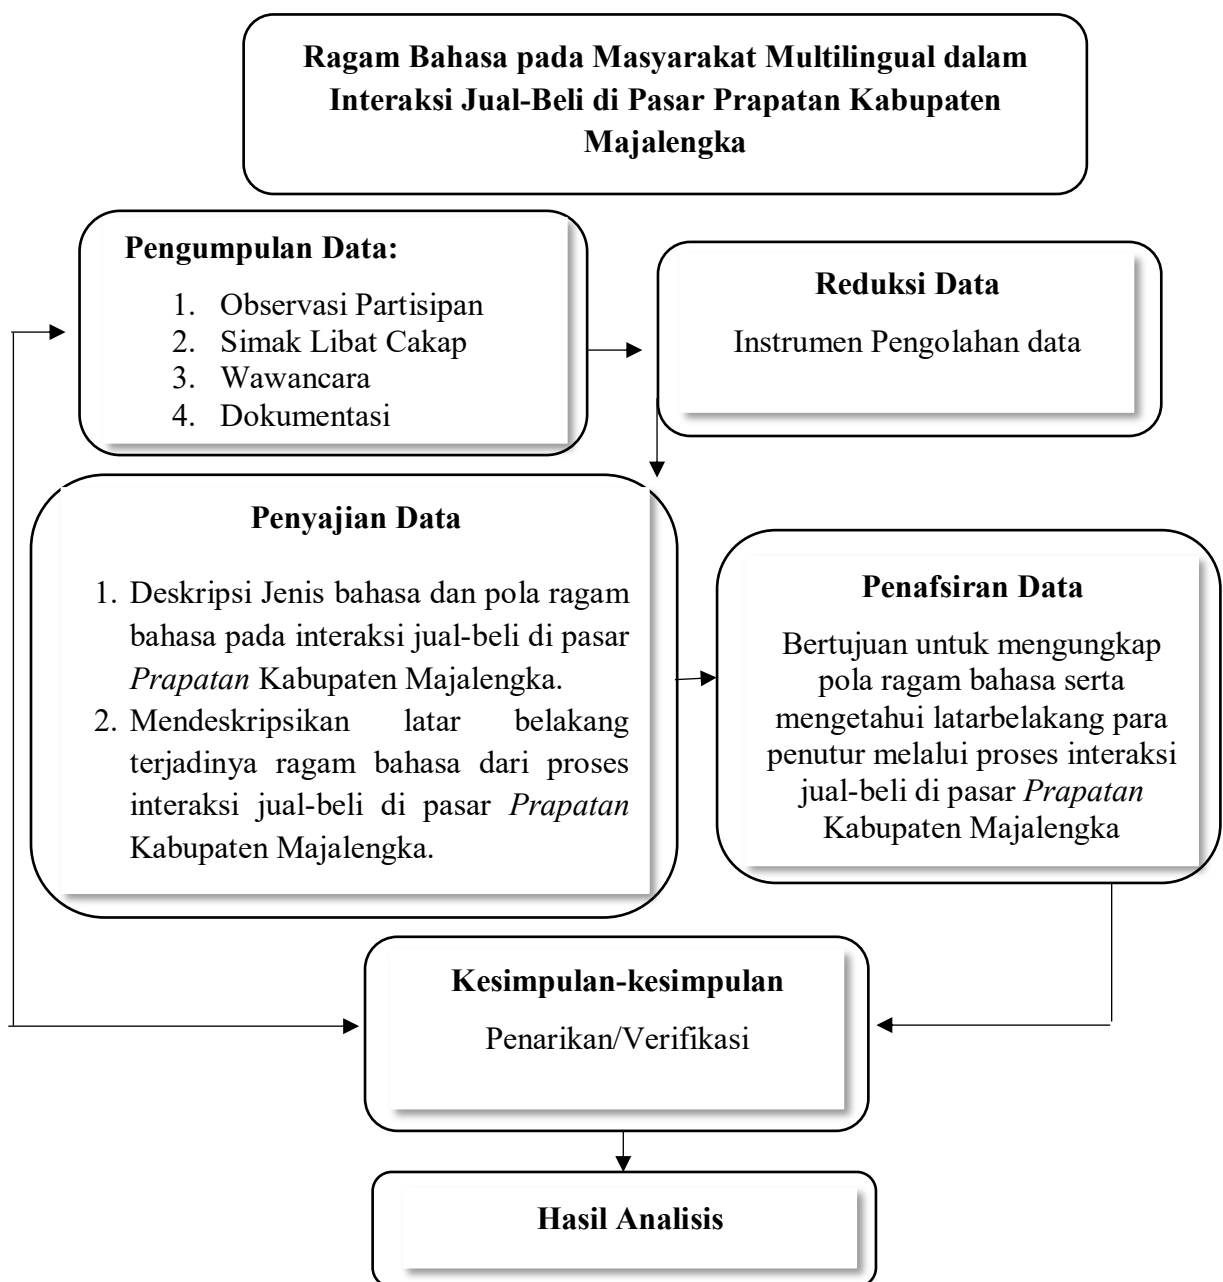 Ragam Bahasa pada Masyarakat Multilingual dalam
Interaksi Jual-Beli di Pasar Prapatan Kabupaten
Majalengka
Pengumpulan Data:
1. Observasi Partisipan
2. Simak Libat Cakap
3. Wawancara
4. Dokumentasi
Reduksi Data
Instrumen Pengolahan data
Penyajian Data
1. Deskripsi Jenis bahasa dan pola ragam
bahasa pada interaksi jual-beli di pasar
Prapatan Kabupaten Majalengka.
2. Mendeskripsikan latar belakang
terjadinya ragam bahasa dari proses
interaksi jual-beli di pasar Prapatan
Kabupaten Majalengka.
Penafsiran Data
Bertujuan untuk mengungkap
pola ragam bahasa serta
mengetahui latarbelakang para
penutur melalui proses interaksi
jual-beli di pasar Prapatan
Kabupaten Majalengka
Kesimpulan-kesimpulan
Penarikan/Verifikasi
Hasil Analisis